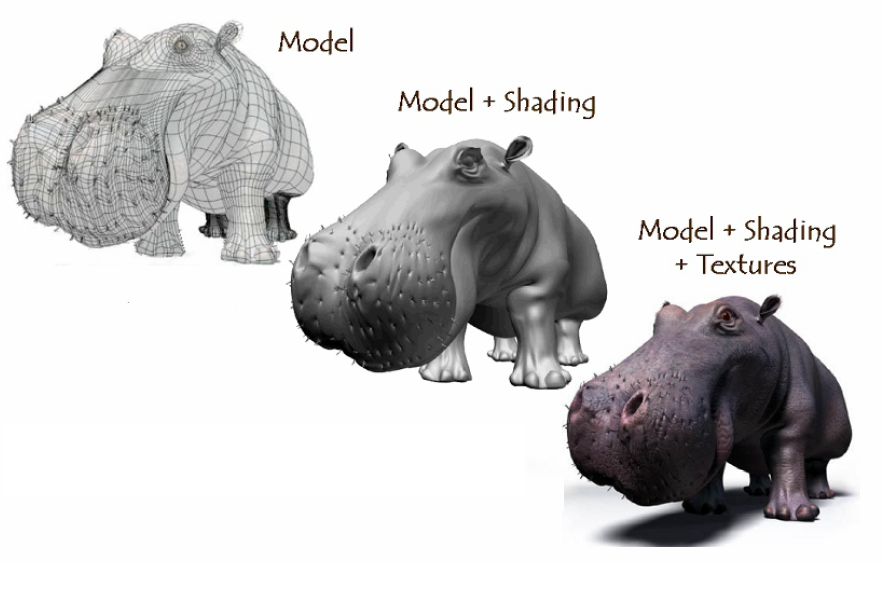 Model
Model + Shading
Model + Shading
+ Textures